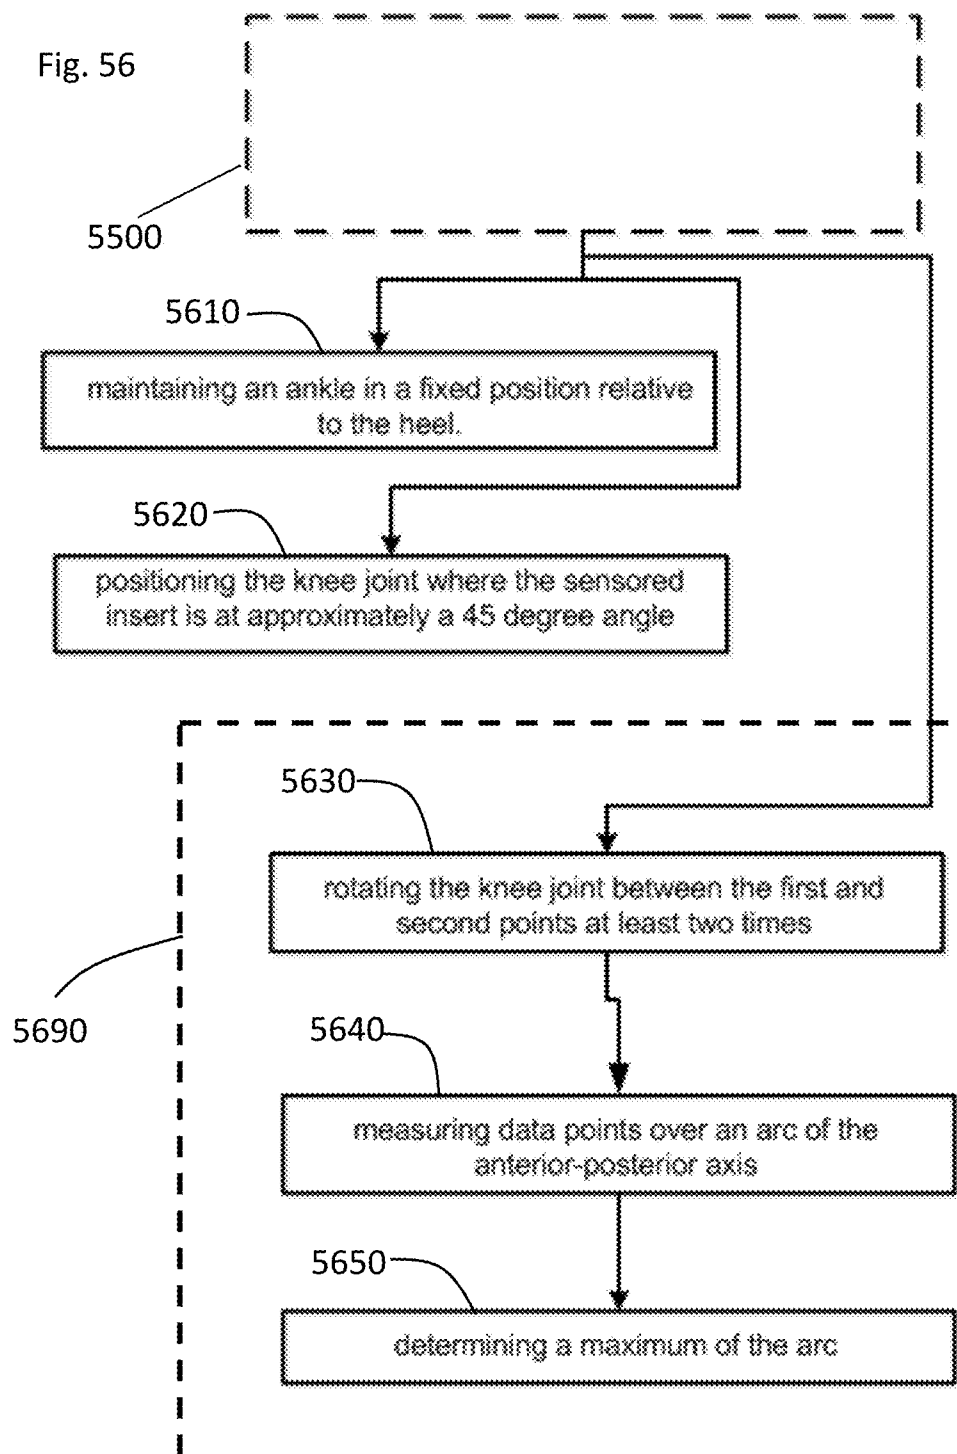 Fig. 56
5500
5610
maintaining an ankle in a fixed position relative
to the heel.
5620
positioning the knee joint where the sensored
insert is at approximately a 45 degree angle
5630
rotating the knee joint between the first and
second points at least two times
5690
5640
measuring data points over an arc of the
anterior-posterior axis
5650
determining a maximum of the arc